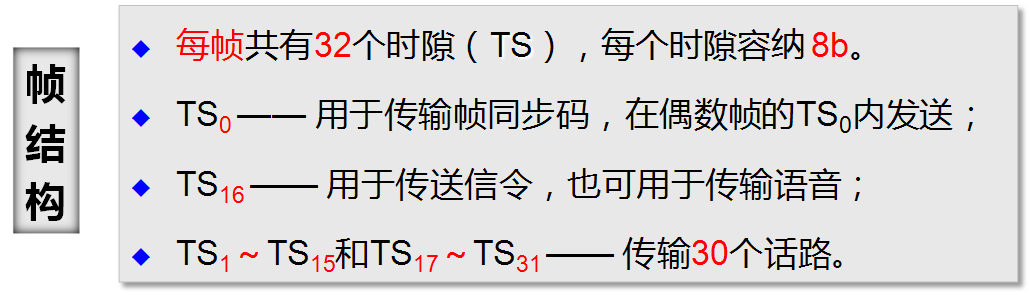 帧结构
每帧共有32个时隙（TS），每个时隙容纳 8b。
TS0 —— 用于传输帧同步码，在偶数帧的TS0内发送；
TS16 —— 用于传送信令，也可用于传输语音；
TS1～TS15和TS17～TS31 —— 传输30个话路。